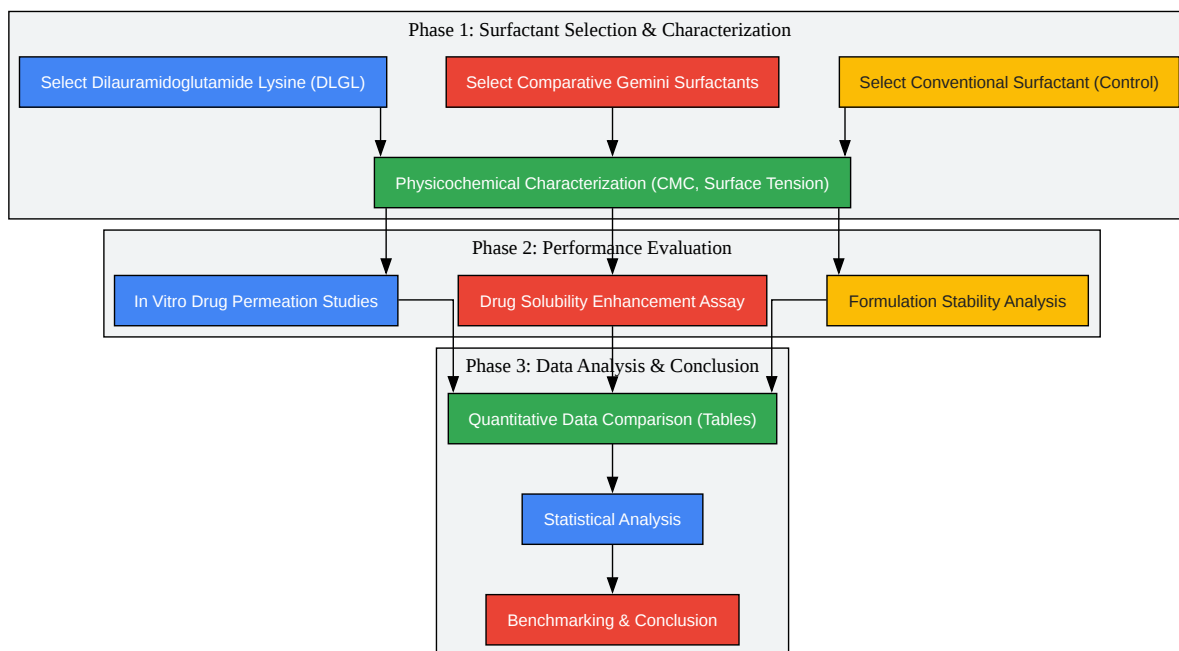 Phase 1: Surfactant Selection & Characterization
Select Dilauramidoglutamide Lysine (DLGL)
Select Comparative Gemini Surfactants
Select Conventional Surfactant (Control)
Physicochemical Characterization (CMC, Surface Tension)
Phase 2: Performance Evaluation
In Vitro Drug Permeation Studies
Drug Solubility Enhancement Assay
Formulation Stability Analysis
Phase 3: Data Analysis & Conclusion
Quantitative Data Comparison (Tables)
Statistical Analysis
Benchmarking & Conclusion